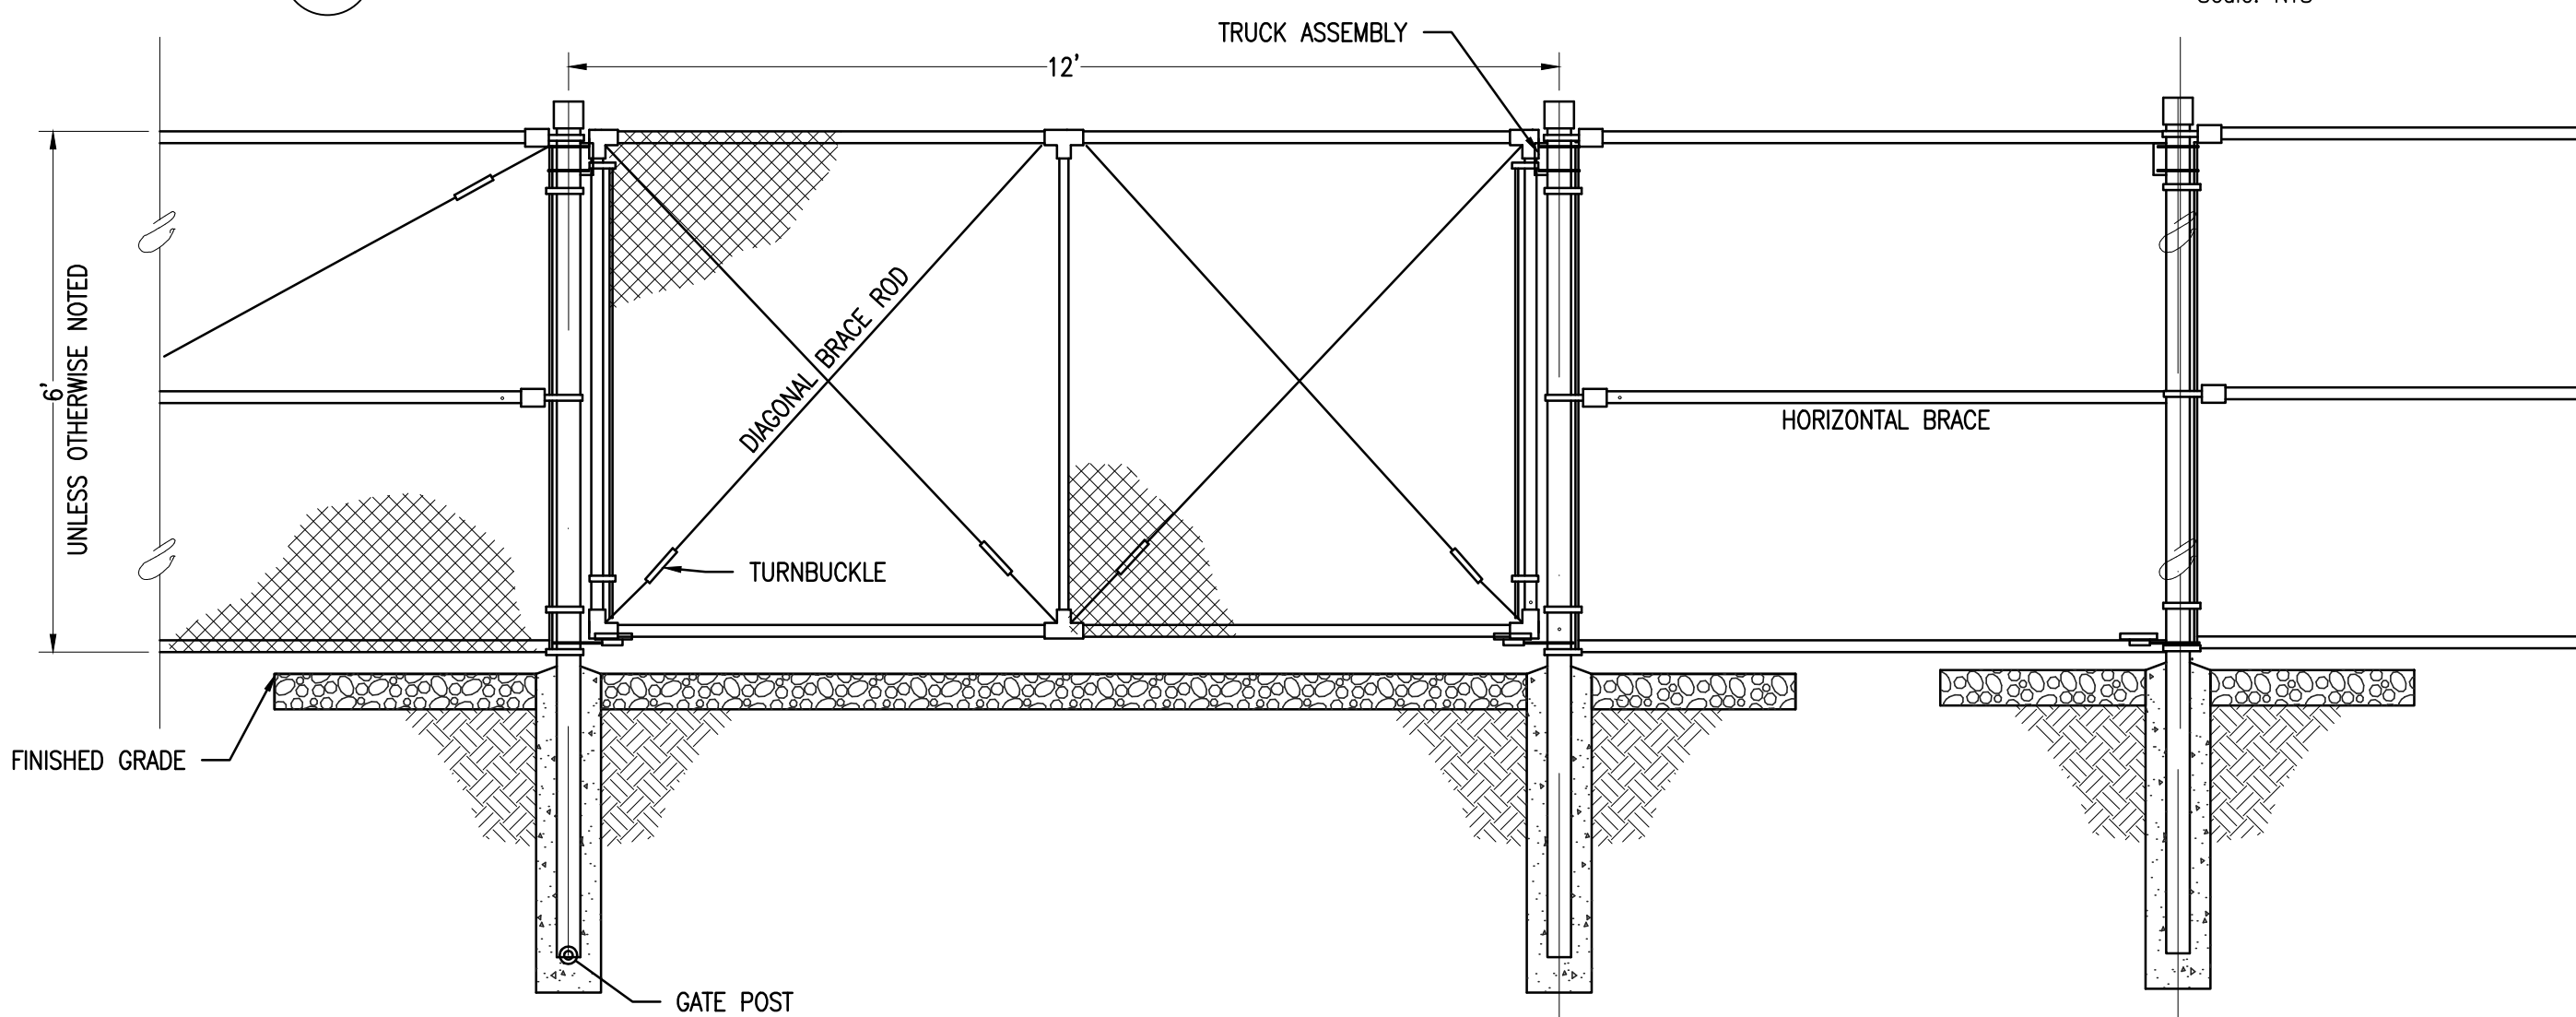 TRUCK ASSEMBLY
12'
6'
UNLESS OTHERWISE NOTED
DIAGONAL BRACE ROD
HORIZONTAL BRACE
TURNBUCKLE
FINISHED GRADE
GATE POST